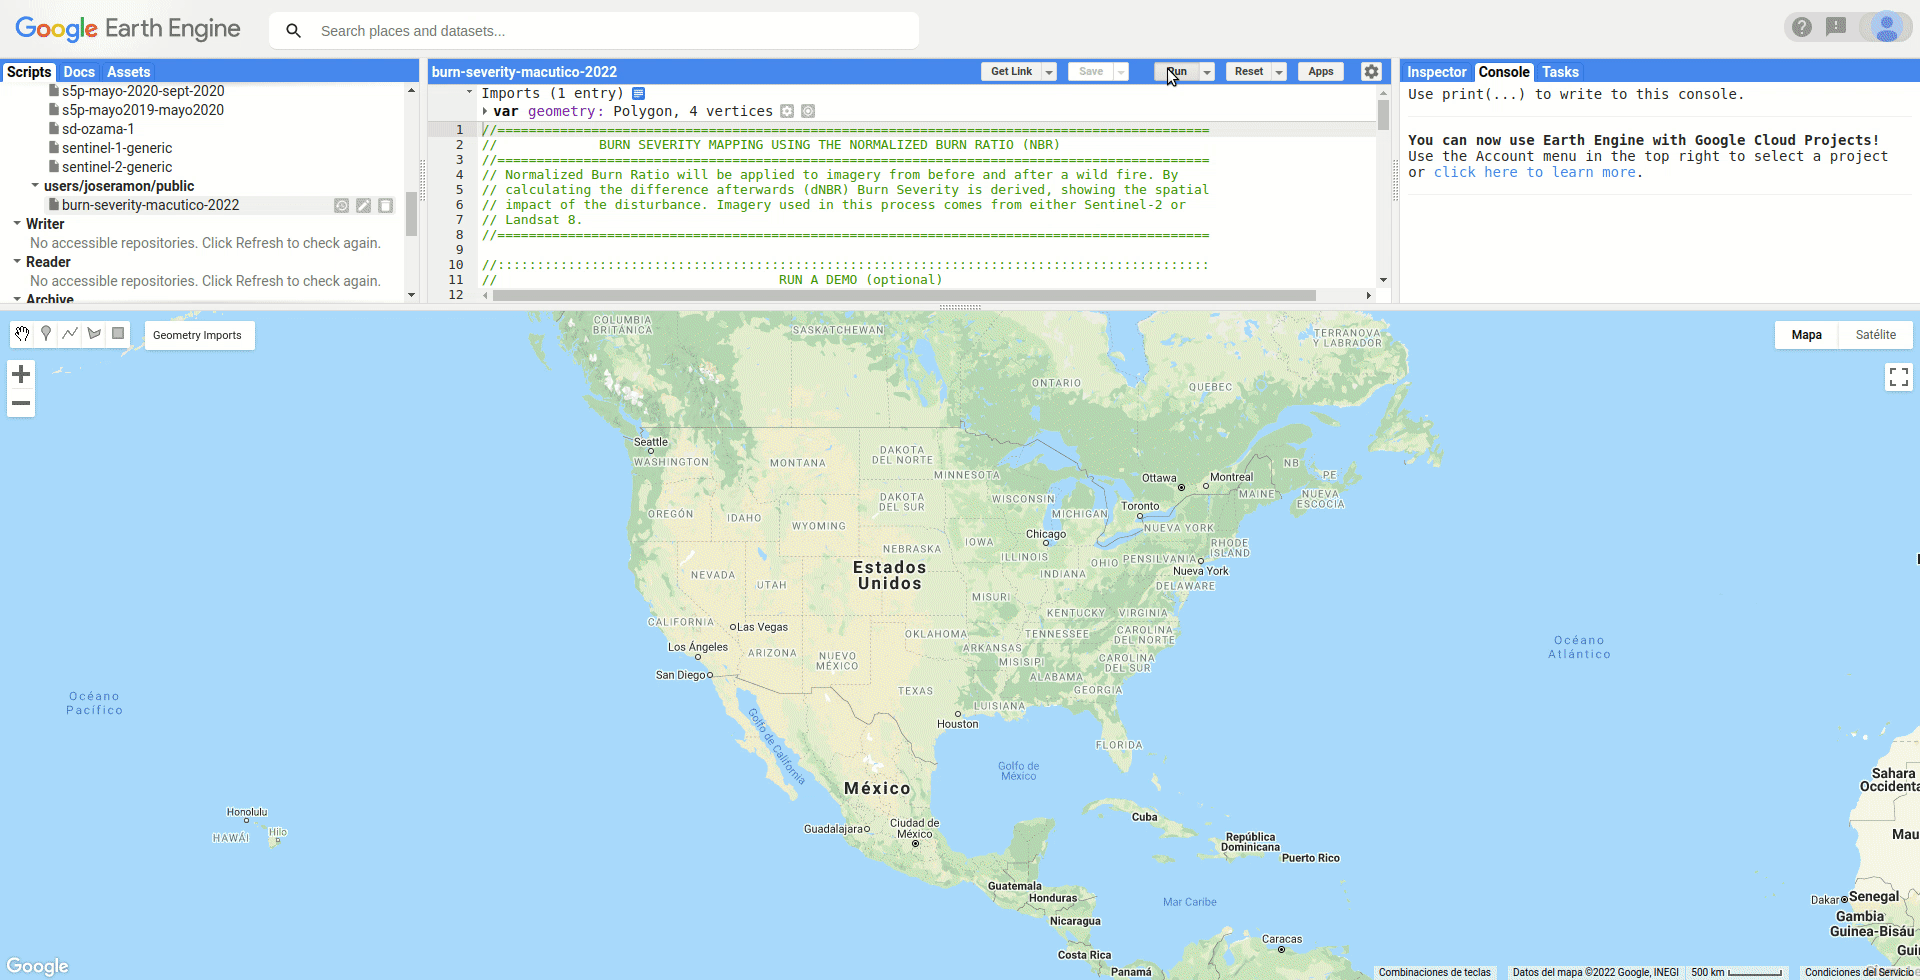 Google Earth Engine
Search places and datasets...
Scripts Docs Assets
s5p-mayo-2020-sept-2020
s5p-mayo2019-mayo2020
sd-ozama-1
sentinel-1-generic
sentinel-2-generic
users/joseramon/public
burn-severity-macutico-2022
Writer
No accessible repositories. Click Refresh to check again.
Reader
No accessible repositories. Click Refresh to check again.
Archive
burn-severity-macutico-2022
Get Link
Save
Run
Reset
Apps
Imports (1 entry)
var geometry: Polygon, 4 vertices
1 //===========================================================================================
2 // BURN SEVERITY MAPPING USING THE NORMALIZED BURN RATIO (NBR)
3 //===========================================================================================
4 // Normalized Burn Ratio will be applied to imagery from before and after a wild fire. By
5 // calculating the difference afterwards (dNBR) Burn Severity is derived, showing the spatial
6 // impact of the disturbance. Imagery used in this process comes from either Sentinel-2 or
7 // Landsat 8.
8 //===========================================================================================
9
10 //:::::::::::::::::::::::::::::::::::::::::::::::::::::::::::::::::::::::::::::::::::::::::::
11 // RUN A DEMO (optional)
12
Inspector Console Tasks
Use print(...) to write to this console.
You can now use Earth Engine with Google Cloud Projects!
Use the Account menu in the top right to select a project
or click here to learn more.
Geometry Imports
Mapa Satélite
COLUMBIA
BRITÁNICA
SASKATCHEWAN
TERRANOVA
Y LABRADOR
ONTARIO
QUEBEC
Seattle
WASHINGTON
MONTANA
DAKOTA
DEL NORTE
MINNESOTA
NB
PE
Ottawa
Montreal
MAINE
NUEVA
ESCOCIA
OREGÓN
IDAHO
WYOMING
DAKOTA
DEL SUR
WISCONSIN
MICHIGAN
Toronto
NUEVA YORK
Chicago
IOWA
NEBRASKA
ILLINOIS
INDIANA
OHIO
PENSILVANIA
RHODE
ISLAND
Nueva York
DELAWARE
NEVADA
UTAH
Estados
Unidos
MISURI
KENTUCKY
VIRGINIA
CALIFORNIA
Las Vegas
OKLAHOMA
TENNESSEE
CAROLINA
DEL NORTE
Los Ángeles
ARIZONA
NUEVO
MÉXICO
ARKANSAS
MISISIPI
CAROLINA
DEL SUR
San Diego
TEXAS
ALABAMA
GEORGIA
LUISIANA
Houston
FLORIDA
Océano
Pacífico
Océano
Atlántico
Golfo de California
Golfo de
México
México
Sahara
Occidenta
Honolulu
HAWÁI
Hilo
Guadalajara
Ciudad de
México
Cuba
República
Dominicana
Puerto Rico
Mau
Guatemala
Honduras
Mar Caribe
Nicaragua
Dakar
Senegal
Gambia
Guinea-Bisáu
Gui
Costa Rica
Caracas
Panamá
Google
Combinaciones de teclas
Datos del mapa ©2022 Google, INEGI
500 km
Condiciones del Servicio